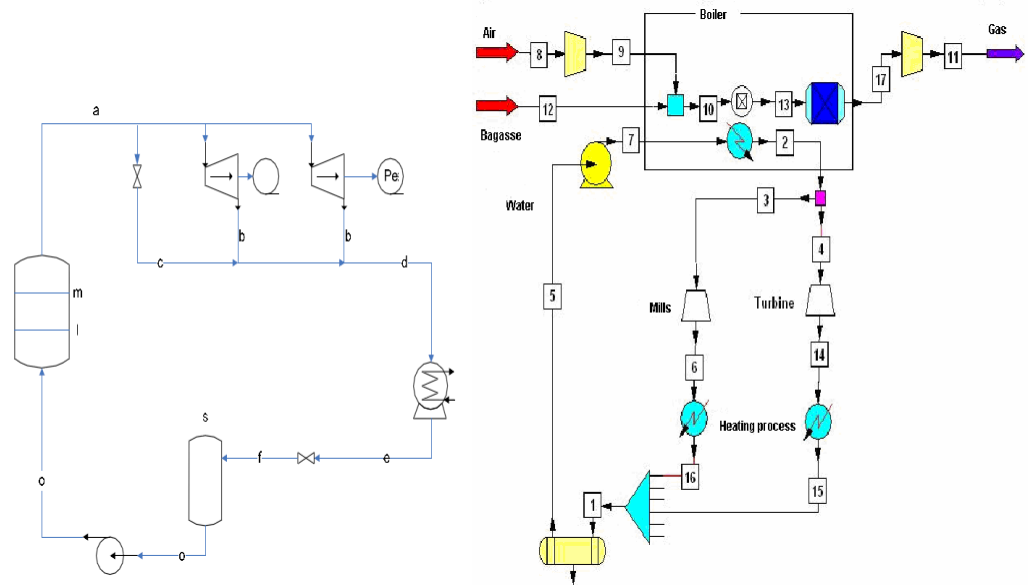 a
Pe
b
b
c
d
m
l
s
f
e
o
o
Boiler
Air
Gas
8
9
11
17
12
10
13
Bagasse
7
2
Water
3
4
5
Mills
Turbine
6
14
Heating process
16
15
1